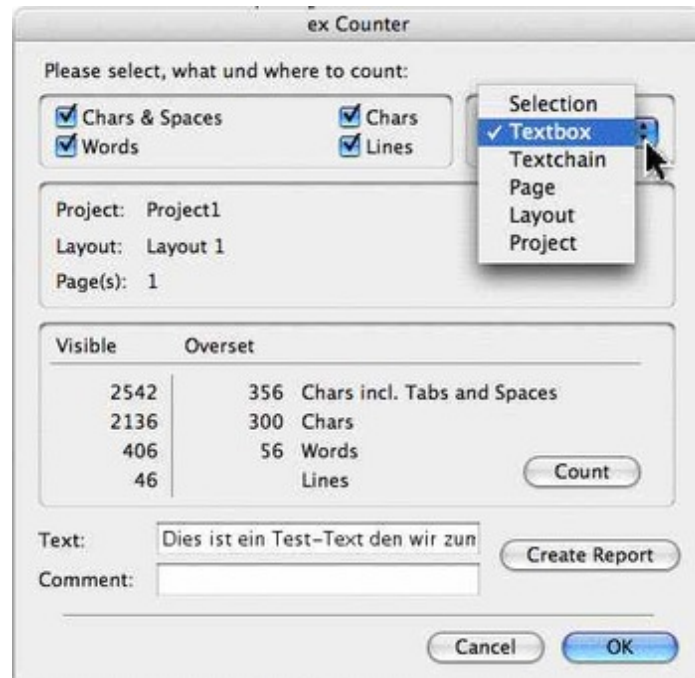 ex Counter
Please select, what und where to count:
Chars & Spaces Chars
Words Lines
Selection
Textbox
Textchain
Page
Layout
Project
Project: Project1
Layout: Layout 1
Page(s): 1
Visible Overset
2542 356 Chars incl. Tabs and Spaces
2136 300 Chars
406 56 Words
46 Lines
Count
Text: Dies ist ein Test-Text den wir zum
Create Report
Comment:
Cancel OK